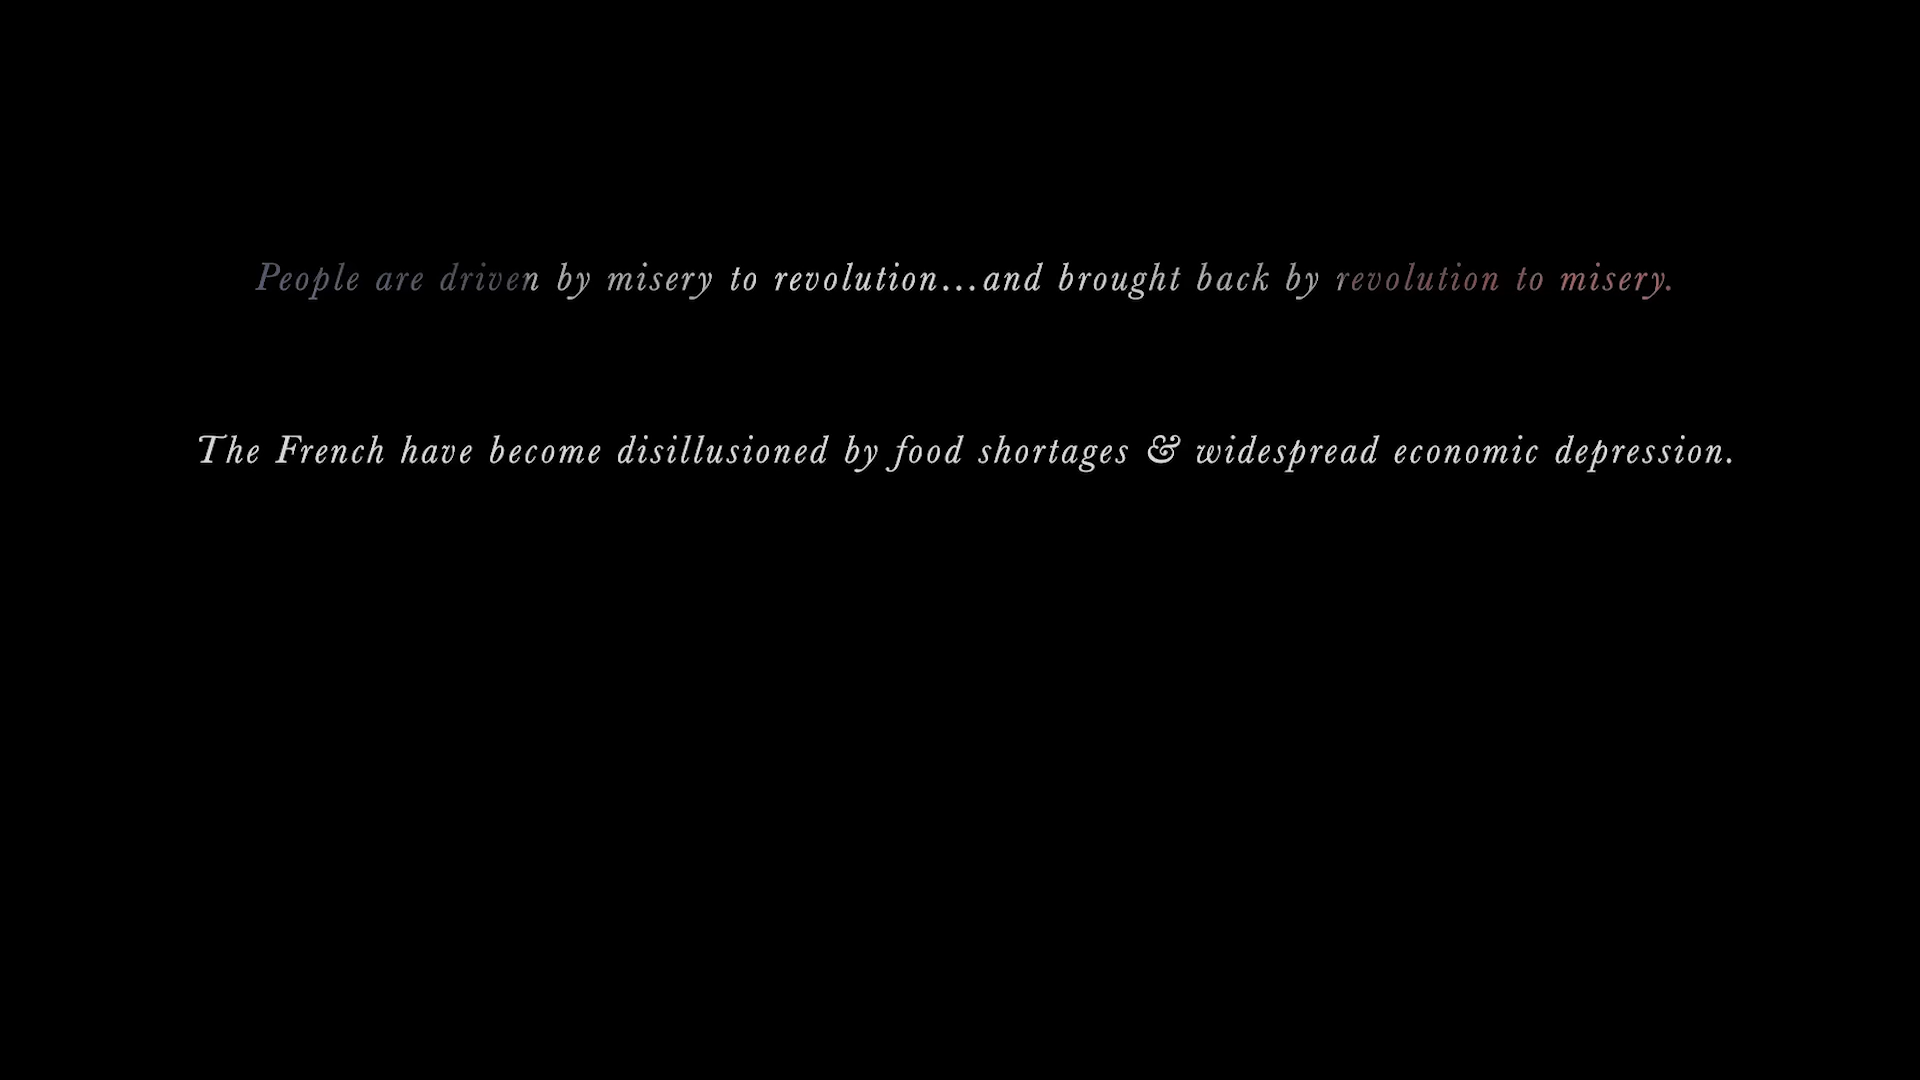 People are driven by misery to revolution...and brought back by revolution to misery.
The French have become disillusioned by food shortages & widespread economic depression.